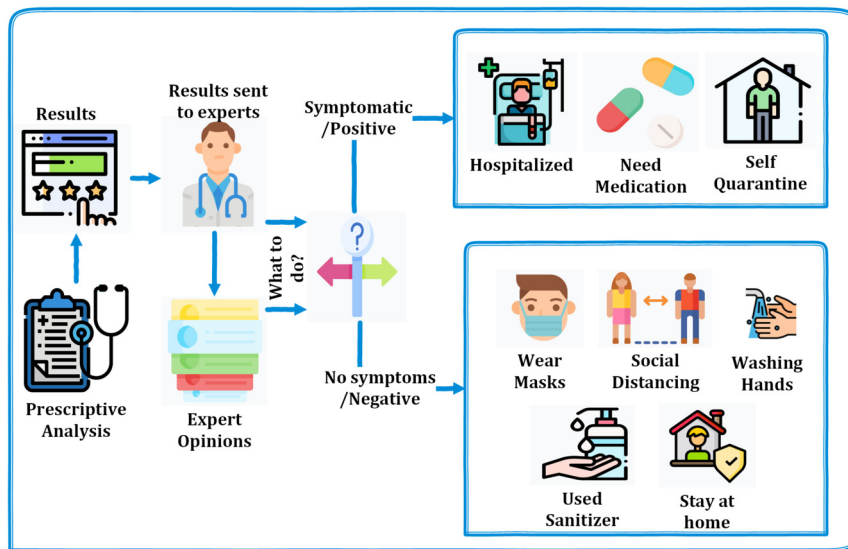 Results
Results sent
to experts
Symptomatic
/Positive
Hospitalized
Need
Medication
Self
Quarantine
What to
do?
?
Prescriptive
Analysis
Expert
Opinions
No symptoms
/Negative
Wear
Masks
Social
Distancing
Washing
Hands
Used
Sanitizer
Stay at
home